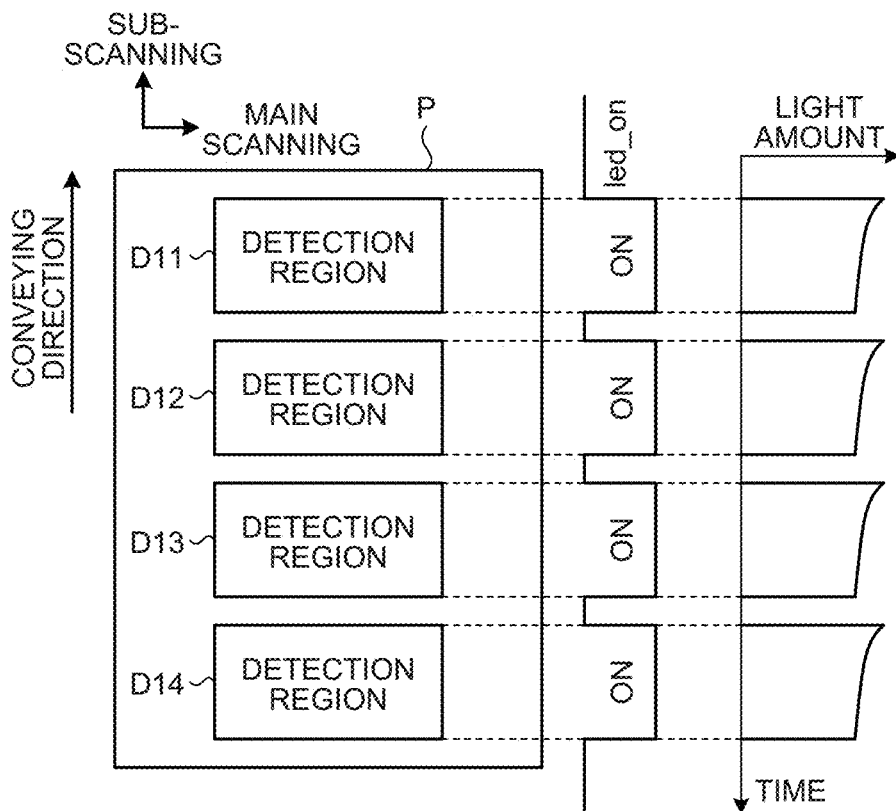 SUB-
SCANNING
MAIN
SCANNING
P
led_on
LIGHT
AMOUNT
CONVEYING
DIRECTION
D11
DETECTION
REGION
ON
D12
DETECTION
REGION
ON
D13
DETECTION
REGION
ON
D14
DETECTION
REGION
ON
TIME